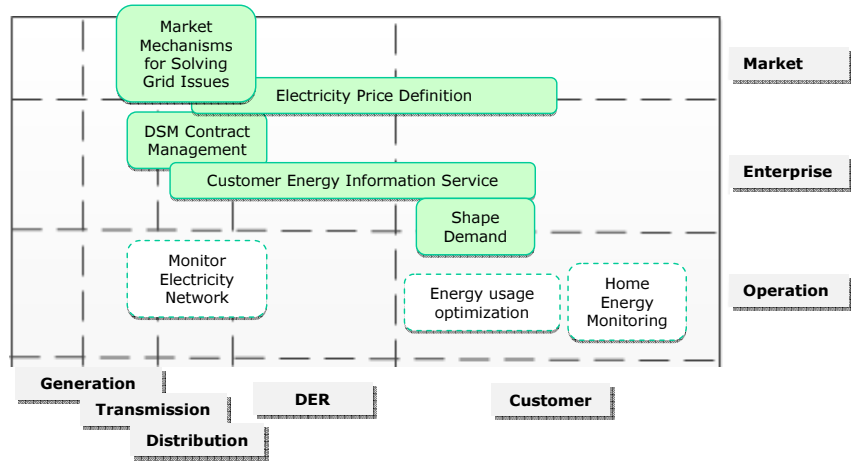 Market
Mechanisms
for Solving
Grid Issues
Market
Electricity Price Definition
DSM Contract
Management
Enterprise
Customer Energy Information Service
Shape
Demand
Monitor
Electricity
Network
Energy usage
optimization
Home
Energy
Monitoring
Operation
Generation
Transmission
Distribution
DER
Customer